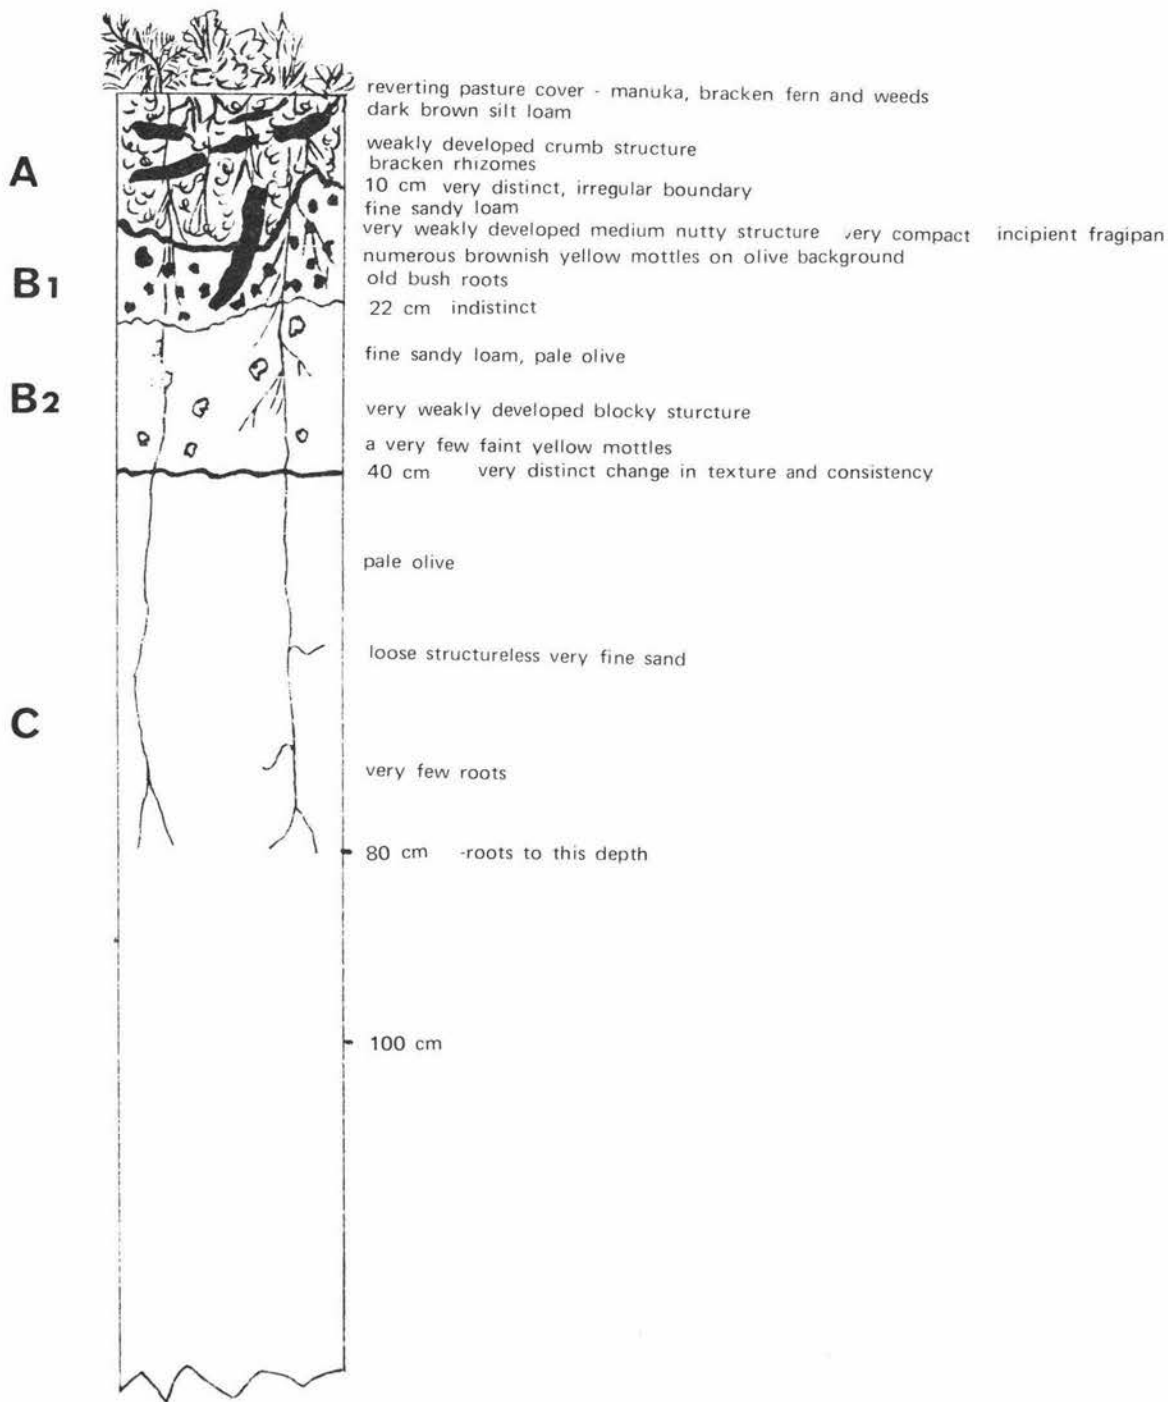 reverting pasture cover - manuka, bracken fern and weeds
dark brown silt loam
weakly developed crumb structure
A
bracken rhizomes
10 cm very distinct, irregular boundary
fine sandy loam
very weakly developed medium nutty structure very compact incipient fragipan
numerous brownish yellow mottles on olive background
B1
old bush roots
22 cm indistinct
fine sandy loam, pale olive
B2
very weakly developed blocky sturcture
a very few faint yellow mottles
40 cm very distinct change in texture and consistency
pale olive
loose structureless very fine sand
C
very few roots
80 cm -roots to this depth
100 cm